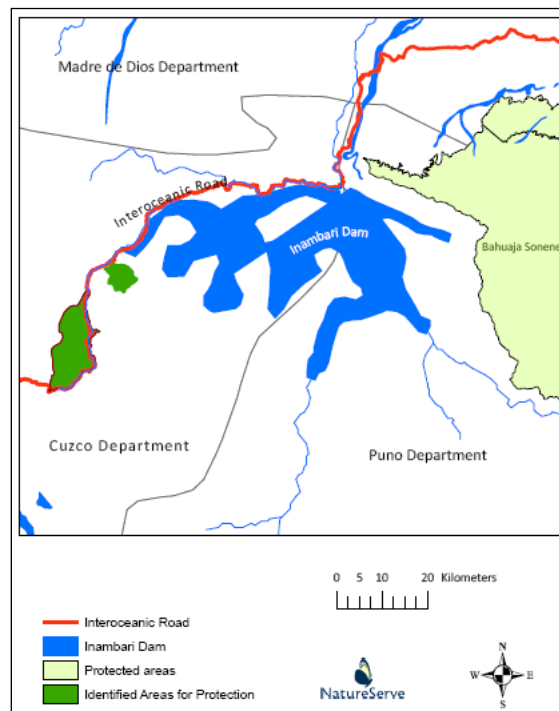 Madre de Dios Department
Interoceanic Road
Inambari Dam
Bahuaja Sonene
Cuzco Department
Puno Department
0 5 10 20 Kilometers
Interoceanic Road
Inambari Dam
Protected areas
Identified Areas for Protection
NatureServe
N
W E
S